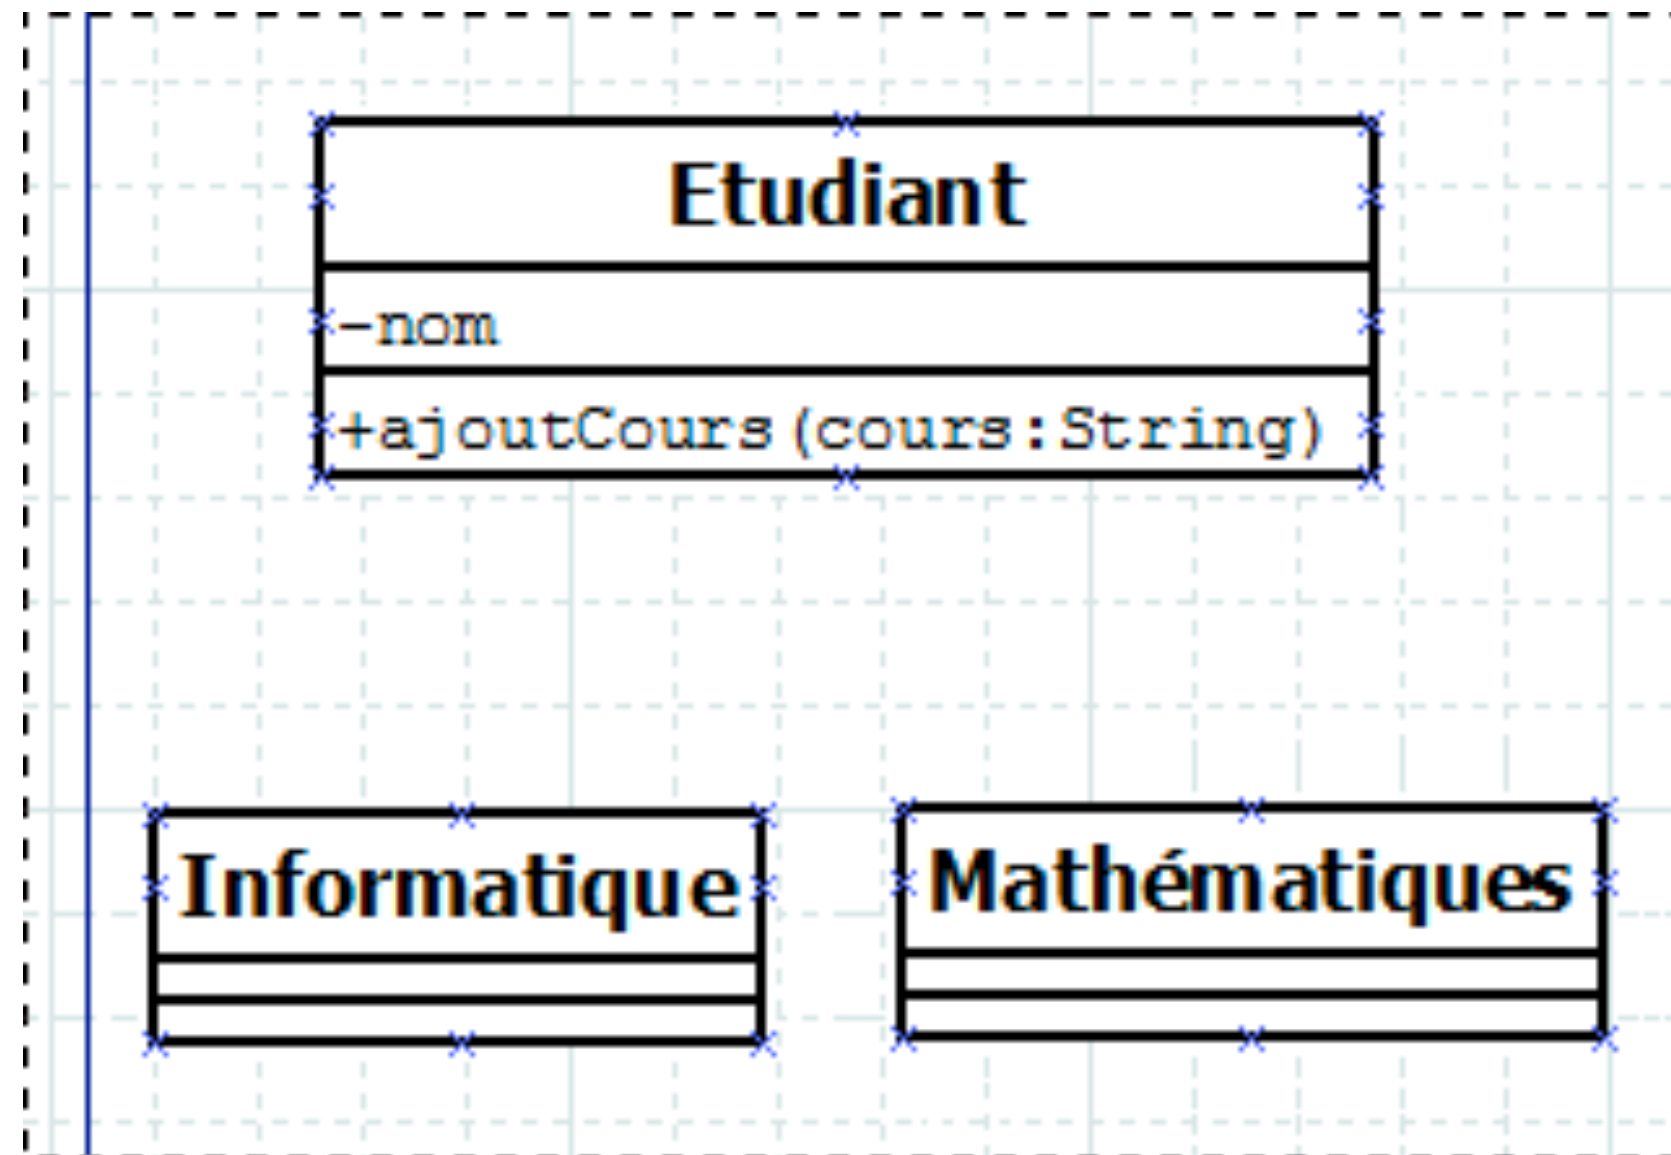 Etudiant
-nom
+ajoutCours(cours:String)
Informatique
Mathématiques